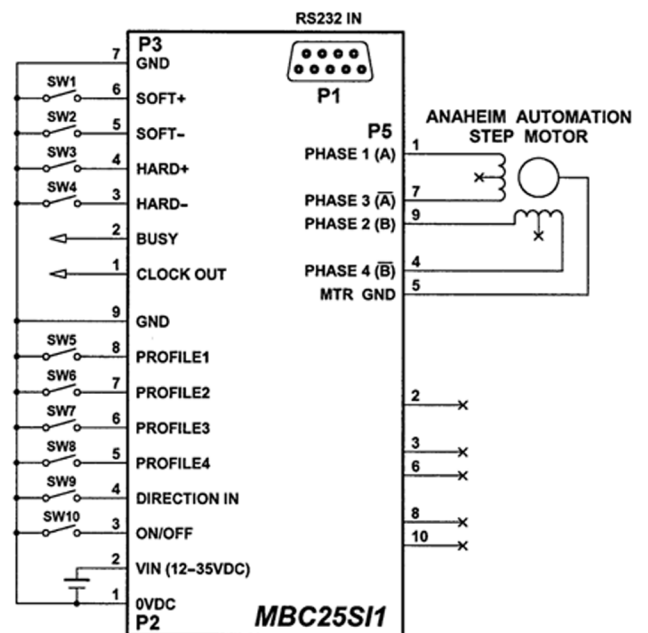 RS232 IN
P3
7 GND
P1
SW1
6 SOFT+
SW2
5 SOFT–
SW3
4 HARD+
SW4
3 HARD–
2 BUSY
1 CLOCK OUT
9 GND
SW5
8 PROFILE1
SW6
7 PROFILE2
SW7
6 PROFILE3
SW8
5 PROFILE4
SW9
4 DIRECTION IN
SW10
3 ON/OFF
2 VIN (12–35VDC)
1 0VDC
P2
MBC25SI1
P5
PHASE 1 (A) 1
PHASE 3 (A̅) 7
PHASE 2 (B) 9
PHASE 4 (B̅) 4
MTR GND 5
2
3
6
8
10
ANAHEIM AUTOMATION
STEP MOTOR